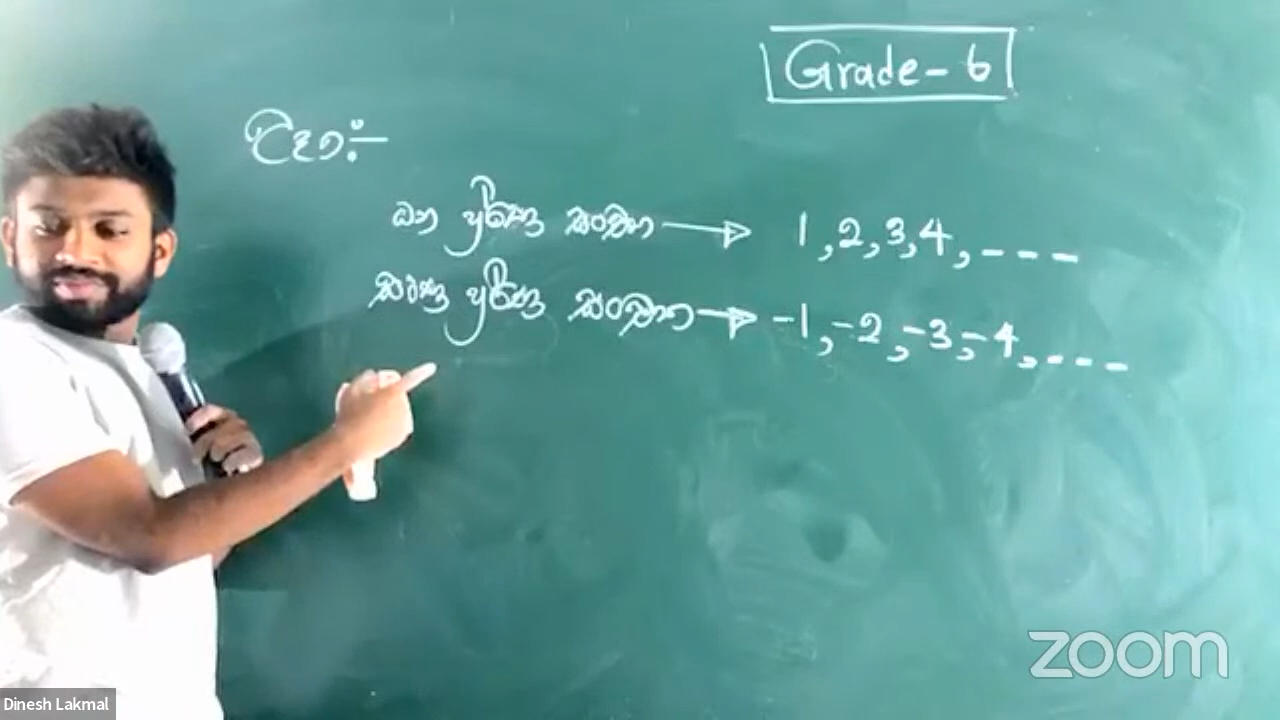 Grade - 6
උදා:-
ධන පූර්ණ සංඛ්‍යා → 1, 2, 3, 4, - - -
සෘණ පූර්ණ සංඛ්‍යා → -1, -2, -3, -4, - - -
zoom
Dinesh Lakmal